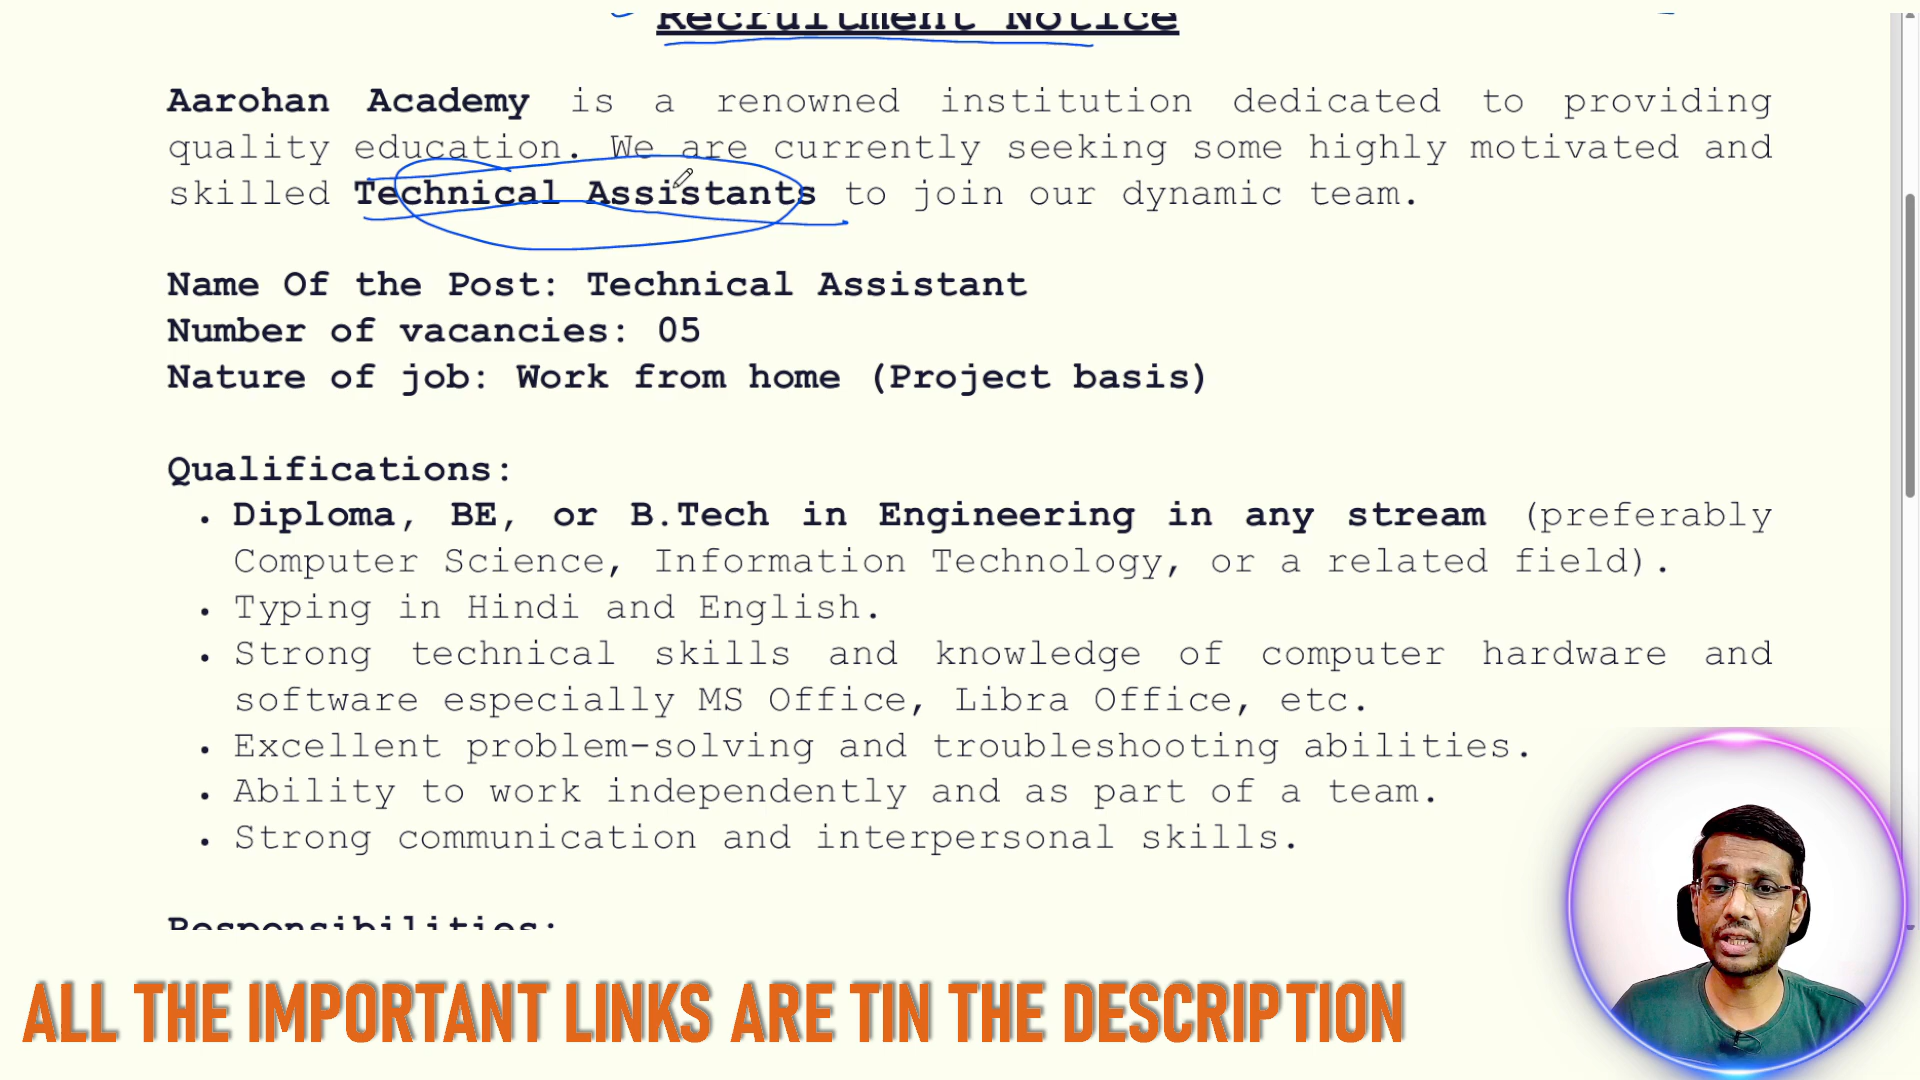 Recruitment Notice
Aarohan Academy is a renowned institution dedicated to providing
quality education. We are currently seeking some highly motivated and
skilled Technical Assistants to join our dynamic team.
Name Of the Post: Technical Assistant
Number of vacancies: 05
Nature of job: Work from home (Project basis)
Qualifications:
• Diploma, BE, or B.Tech in Engineering in any stream (preferably
Computer Science, Information Technology, or a related field).
• Typing in Hindi and English.
• Strong technical skills and knowledge of computer hardware and
software especially MS Office, Libra Office, etc.
• Excellent problem-solving and troubleshooting abilities.
• Ability to work independently and as part of a team.
• Strong communication and interpersonal skills.
Responsibilities:
ALL THE IMPORTANT LINKS ARE TIN THE DESCRIPTION